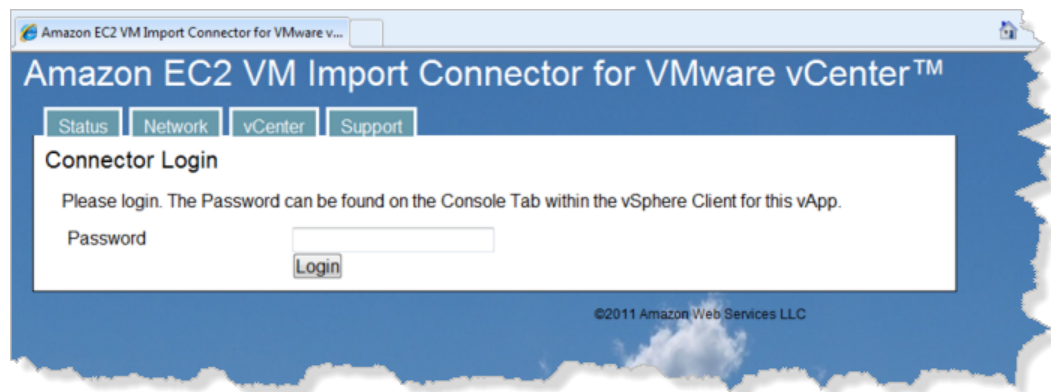 Amazon EC2 VM Import Connector for VMware v...
Amazon EC2 VM Import Connector for VMware vCenter™
Status Network vCenter Support
Connector Login
Please login. The Password can be found on the Console Tab within the vSphere Client for this vApp.
Password
Login
©2011 Amazon Web Services LLC